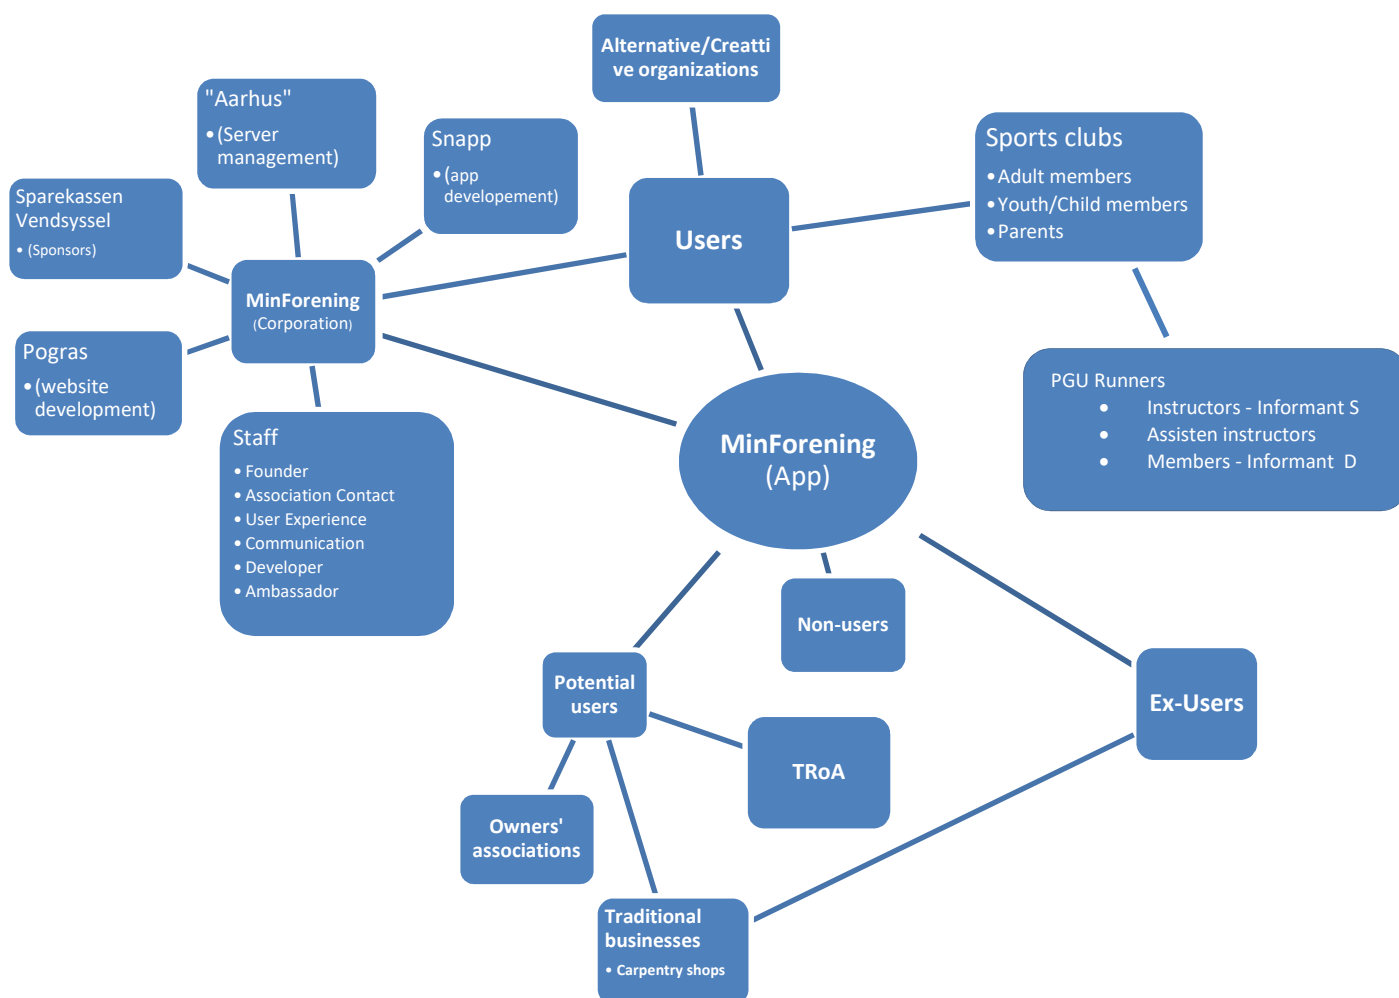 Alternative/Creatti
ve organizations
"Aarhus"
• (Server
management)
Snapp
• (app
developement)
Sports clubs
• Adult members
• Youth/Child members
• Parents
Sparekassen
Vendsyssel
• (Sponsors)
Users
MinForening
(Corporation)
Pogras
• (website
development)
PGU Runners
• Instructors - Informant S
• Assisten instructors
• Members - Informant D
Staff
• Founder
• Association Contact
• User Experience
• Communication
• Developer
• Ambassador
MinForening
(App)
Non-users
Potential
users
Ex-Users
TRoA
Owners'
associations
Traditional
businesses
• Carpentry shops